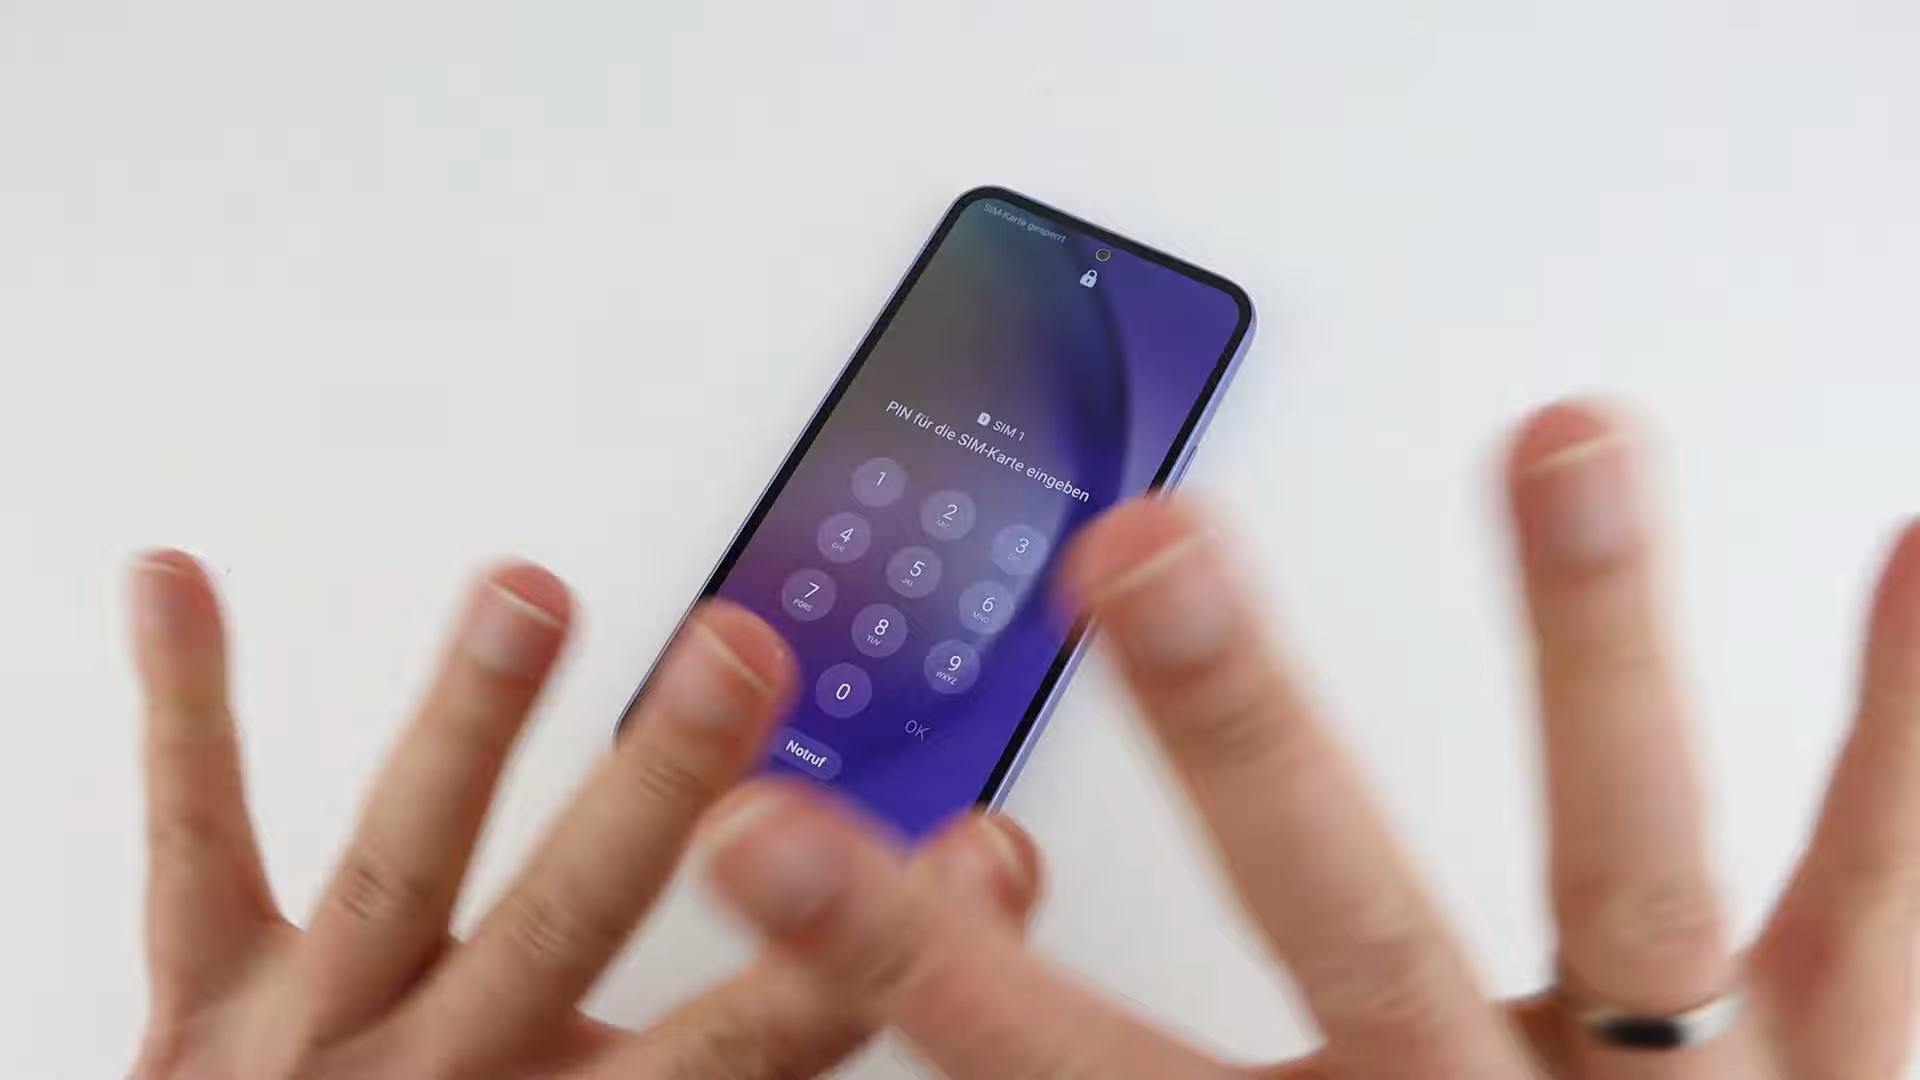 SIM-Karte gesperrt
SIM 1
PIN für die SIM-Karte eingeben
1
2
ABC
3
DEF
4
GHI
5
JKL
6
MNO
7
PQRS
8
TUV
9
WXYZ
0
OK
Notruf